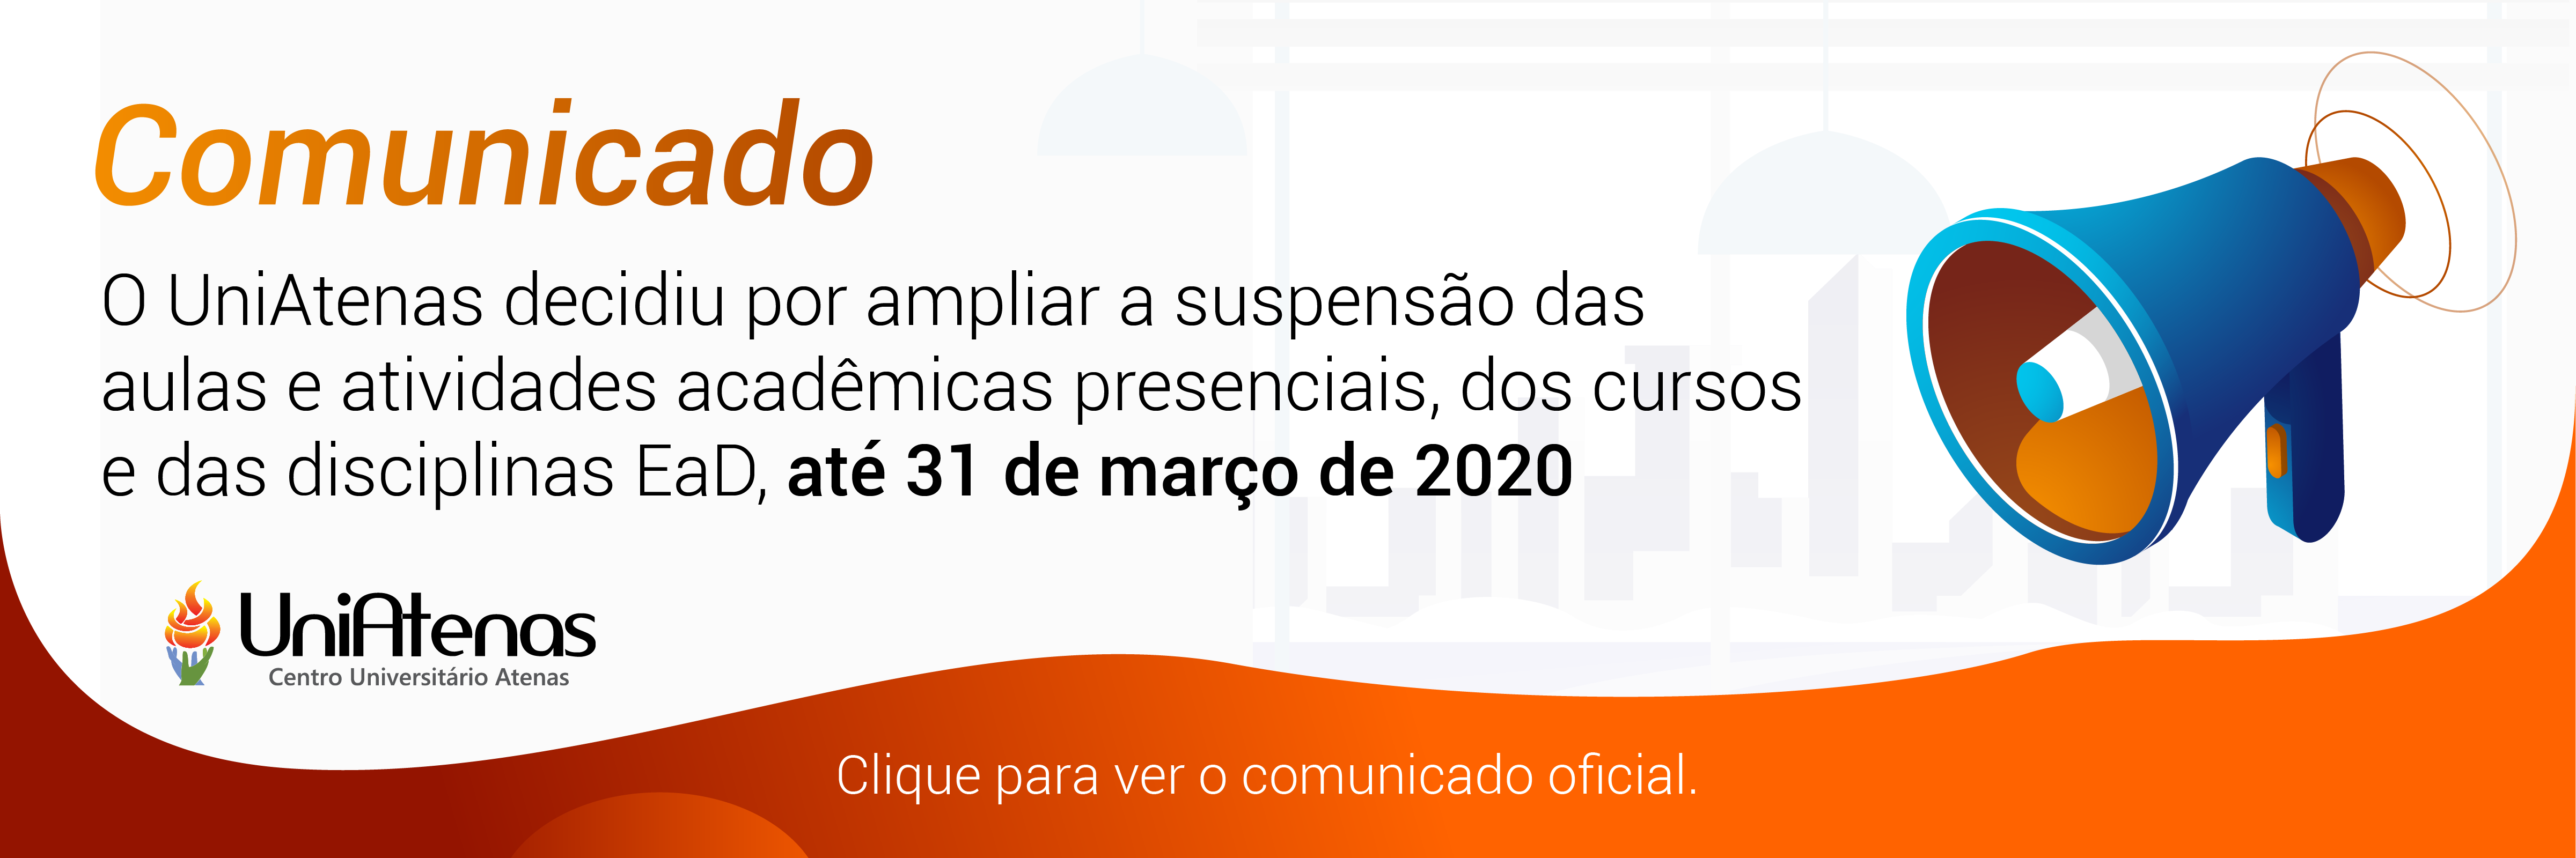 Comunicado
O UniAtenas decidiu por ampliar a suspensão das
aulas e atividades acadêmicas presenciais, dos cursos
e das disciplinas EaD, até 31 de março de 2020
UniAtenas
Centro Universitário Atenas
Clique para ver o comunicado oficial.